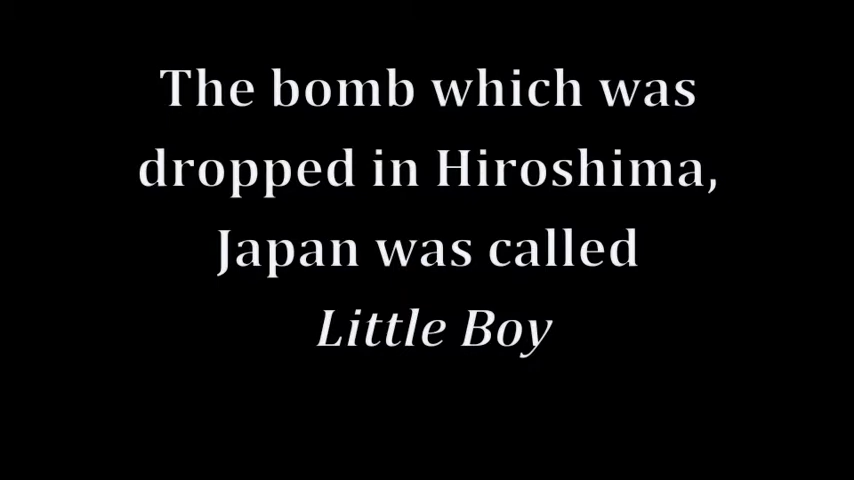 The bomb which was
dropped in Hiroshima,
Japan was called
Little Boy